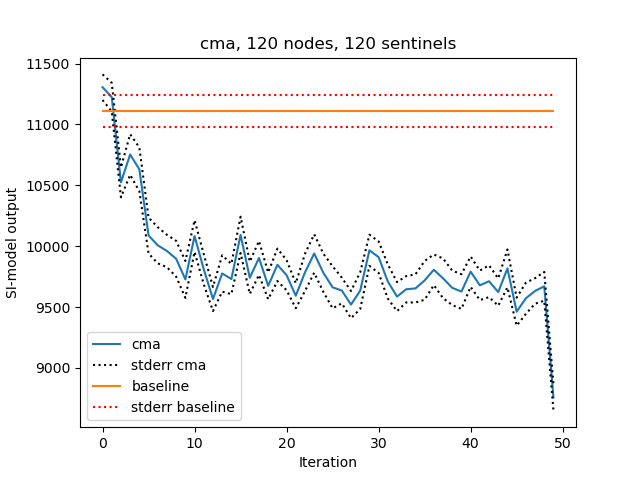 cma, 120 nodes, 120 sentinels
11500
11000
10500
10000
9500
9000
SI-model output
cma
stderr cma
baseline
stderr baseline
0
10
20
30
40
50
Iteration